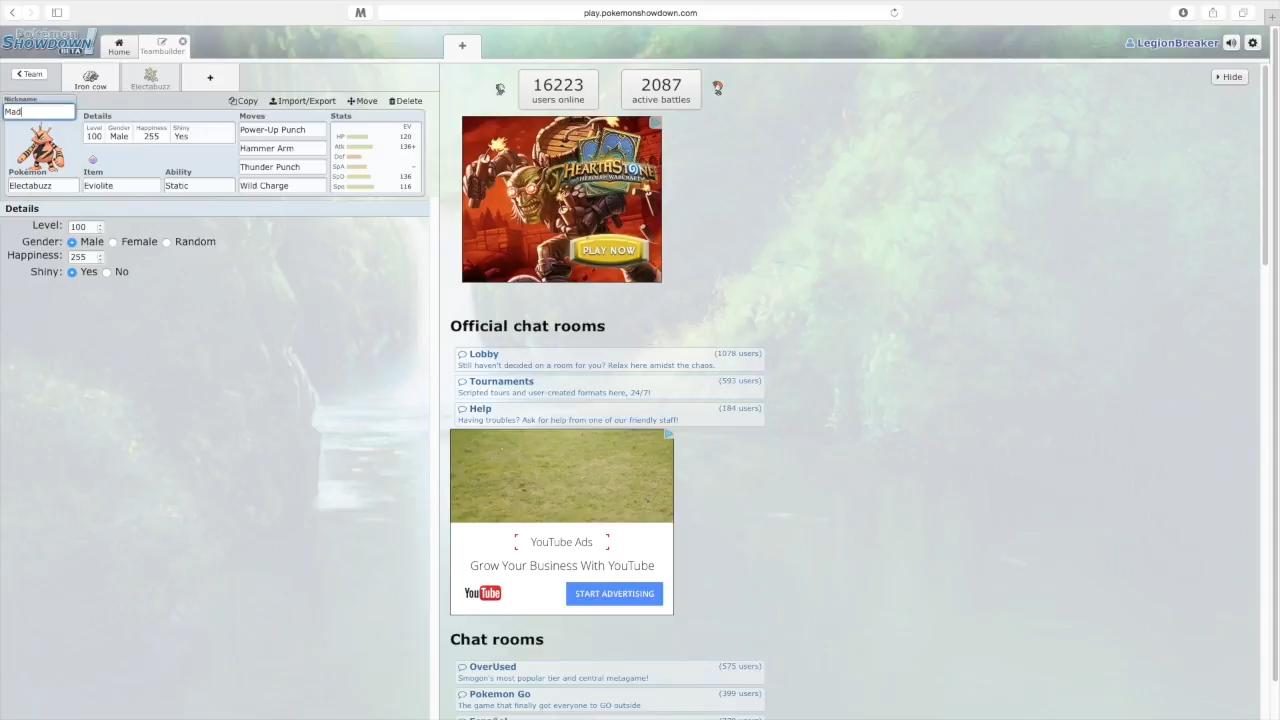 play.pokemonshowdown.com
Pokémon
SHOWDOWN!
BETA
Home
Teambuilder
+
LegionBreaker
Team
Iron cow
Electabuzz
+
16223
users online
2087
active battles
Hide
Nickname
Mad
Copy
Import/Export
Move
Delete
Details
Level
Gender
Happiness
Shiny
100
Male
255
Yes
Moves
Power-Up Punch
Hammer Arm
Thunder Punch
Wild Charge
Stats
EV
HP 120
Atk 136+
Def
SpA -
SpD 136
Spe 116
Pokémon
Electabuzz
Item
Eviolite
Ability
Static
Details
Level: 100
Gender: Male Female Random
Happiness: 255
Shiny: Yes No
HEARTHSTONE
HEROES OF WARCRAFT
PLAY NOW
Official chat rooms
Lobby (1078 users)
Still haven't decided on a room for you? Relax here amidst the chaos.
Tournaments (593 users)
Scripted tours and user-created formats here, 24/7!
Help (184 users)
Having troubles? Ask for help from one of our friendly staff!
YouTube Ads
Grow Your Business With YouTube
YouTube
START ADVERTISING
Chat rooms
OverUsed (575 users)
Smogon's most popular tier and central metagame!
Pokemon Go (399 users)
The game that finally got everyone to GO outside